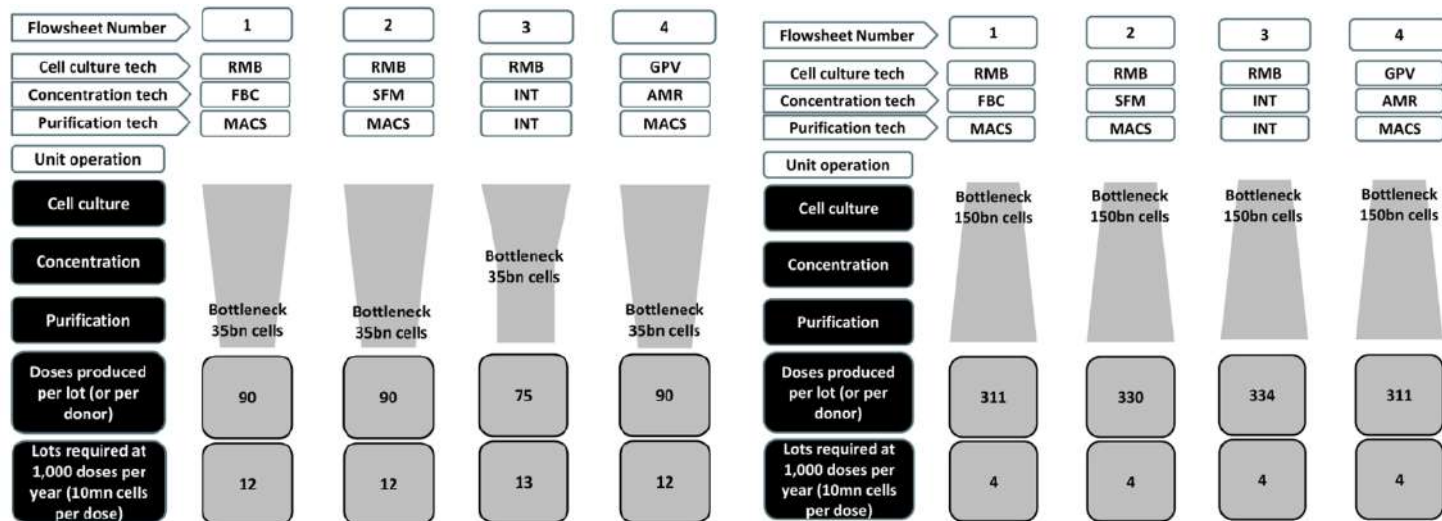 Flowsheet Number 1 2 3 4
Cell culture tech RMB RMB RMB GPV
Concentration tech FBC SFM INT AMR
Purification tech MACS MACS INT MACS
Unit operation
Cell culture
Concentration
Bottleneck
35bn cells
Purification
Bottleneck
35bn cells
Bottleneck
35bn cells
Bottleneck
35bn cells
Doses produced
per lot (or per
donor)
90 90 75 90
Lots required at
1,000 doses per
year (10mn cells
per dose)
12 12 13 12
Flowsheet Number 1 2 3 4
Cell culture tech RMB RMB RMB GPV
Concentration tech FBC SFM INT AMR
Purification tech MACS MACS INT MACS
Unit operation
Cell culture
Bottleneck
150bn cells
Bottleneck
150bn cells
Bottleneck
150bn cells
Bottleneck
150bn cells
Concentration
Purification
Doses produced
per lot (or per
donor)
311 330 334 311
Lots required at
1,000 doses per
year (10mn cells
per dose)
4 4 4 4